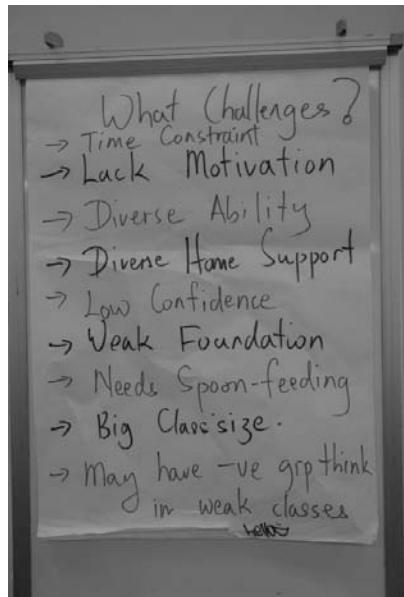 What Challenges?
→ Time Constraint
→ Lack Motivation
→ Diverse Ability
→ Diverse Home Support
→ Low Confidence
→ Weak Foundation
→ Needs Spoon-feeding
→ Big Class size.
→ May have -ve grp think
in weak classes
hello